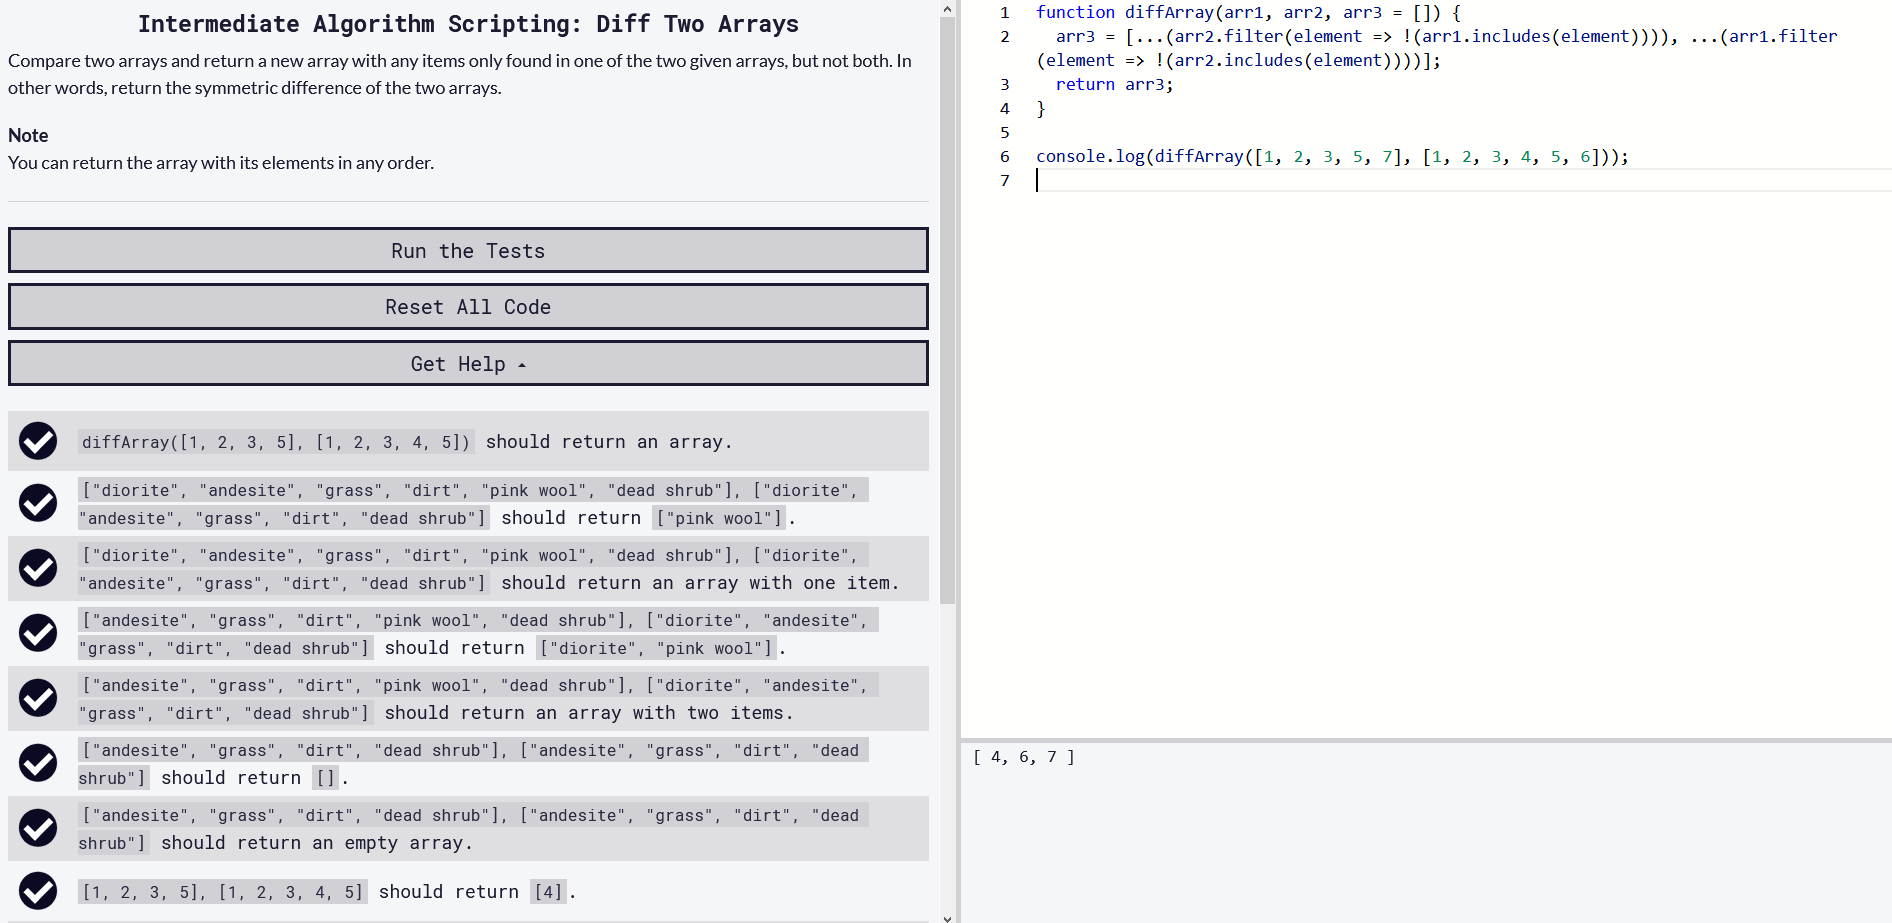 Intermediate Algorithm Scripting: Diff Two Arrays
Compare two arrays and return a new array with any items only found in one of the two given arrays, but not both. In
other words, return the symmetric difference of the two arrays.
Note
You can return the array with its elements in any order.
Run the Tests
Reset All Code
Get Help
diffArray([1, 2, 3, 5], [1, 2, 3, 4, 5]) should return an array.
["diorite", "andesite", "grass", "dirt", "pink wool", "dead shrub"], ["diorite",
"andesite", "grass", "dirt", "dead shrub"] should return ["pink wool"].
["diorite", "andesite", "grass", "dirt", "pink wool", "dead shrub"], ["diorite",
"andesite", "grass", "dirt", "dead shrub"] should return an array with one item.
["andesite", "grass", "dirt", "pink wool", "dead shrub"], ["diorite", "andesite",
"grass", "dirt", "dead shrub"] should return ["diorite", "pink wool"].
["andesite", "grass", "dirt", "pink wool", "dead shrub"], ["diorite", "andesite",
"grass", "dirt", "dead shrub"] should return an array with two items.
["andesite", "grass", "dirt", "dead shrub"], ["andesite", "grass", "dirt", "dead
shrub"] should return [].
["andesite", "grass", "dirt", "dead shrub"], ["andesite", "grass", "dirt", "dead
shrub"] should return an empty array.
[1, 2, 3, 5], [1, 2, 3, 4, 5] should return [4].
1 function diffArray(arr1, arr2, arr3 = []) {
2 arr3 = [...(arr2.filter(element => !(arr1.includes(element)))), ...(arr1.filter
(element => !(arr2.includes(element))))];
3 return arr3;
4 }
5
6 console.log(diffArray([1, 2, 3, 5, 7], [1, 2, 3, 4, 5, 6]));
7
[ 4, 6, 7 ]